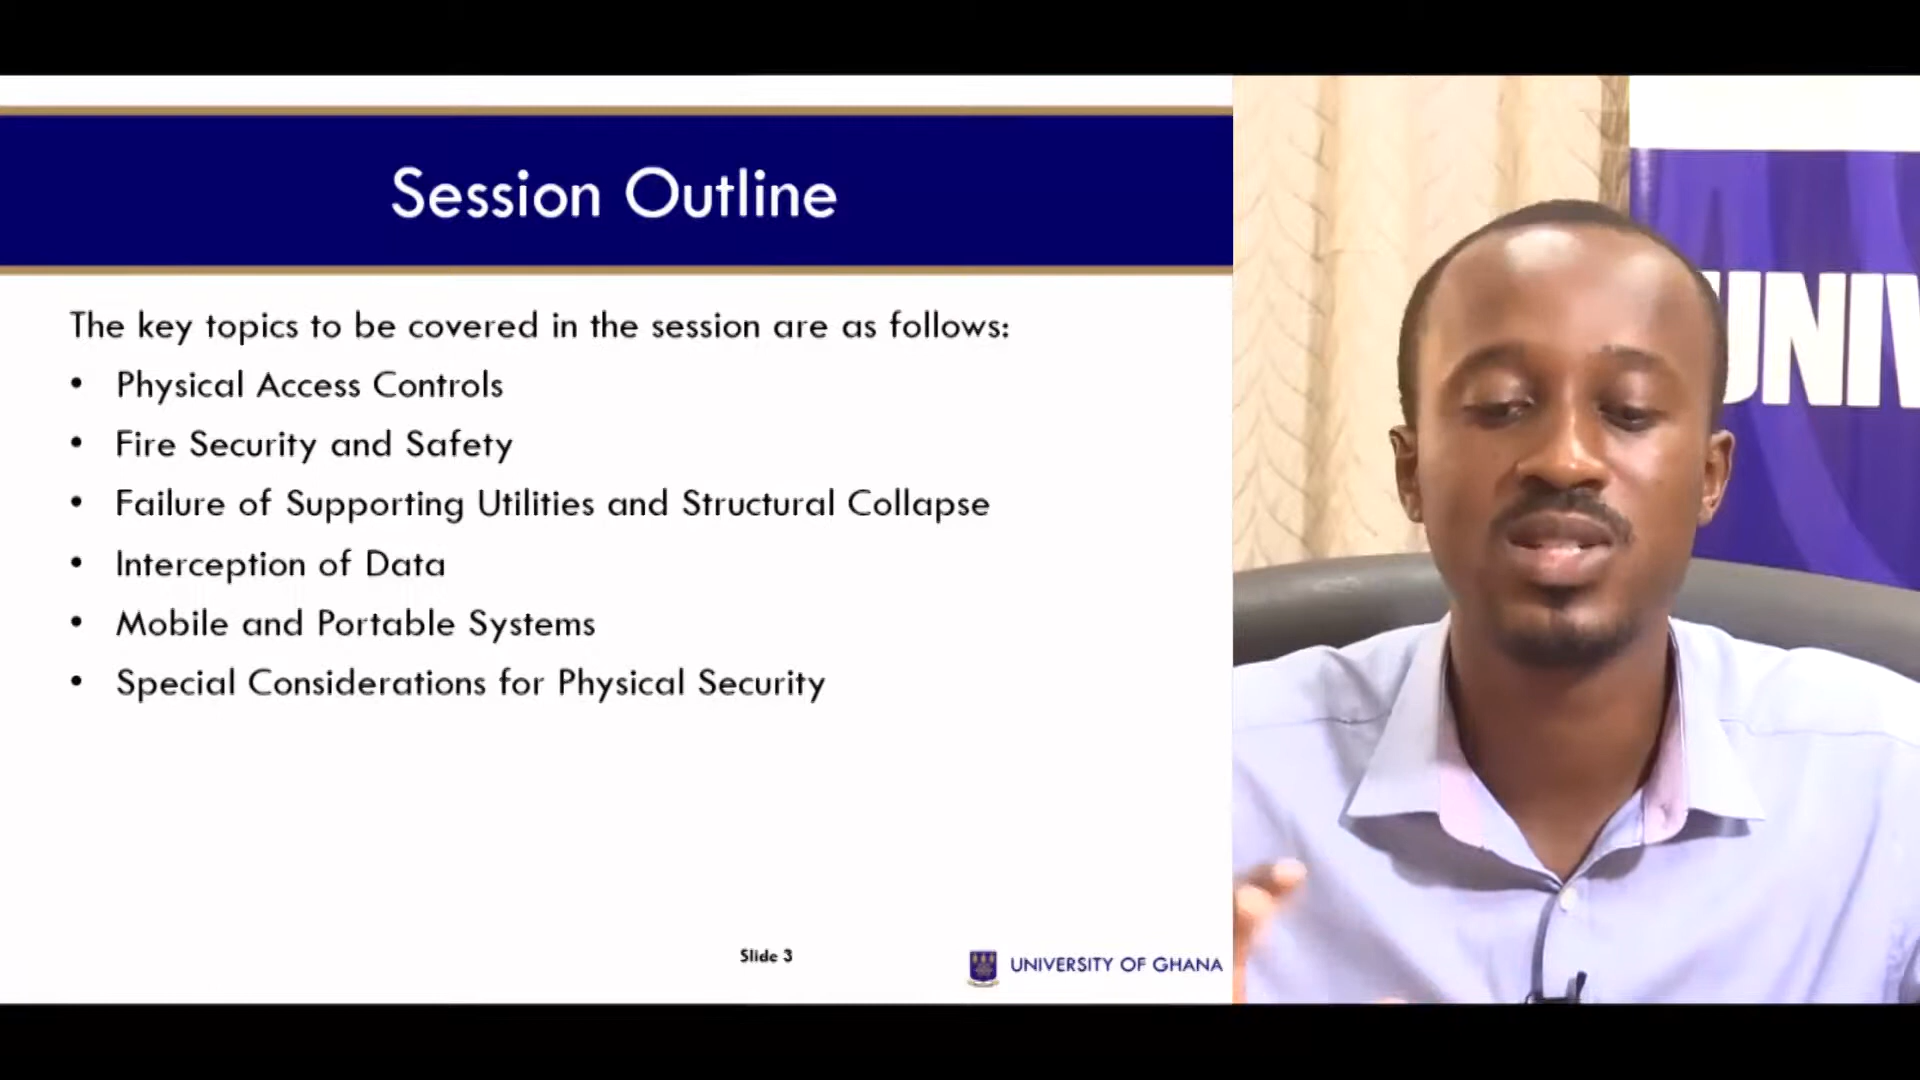 Session Outline
The key topics to be covered in the session are as follows:
• Physical Access Controls
• Fire Security and Safety
• Failure of Supporting Utilities and Structural Collapse
• Interception of Data
• Mobile and Portable Systems
• Special Considerations for Physical Security
Slide 3
UNIVERSITY OF GHANA
UNIV